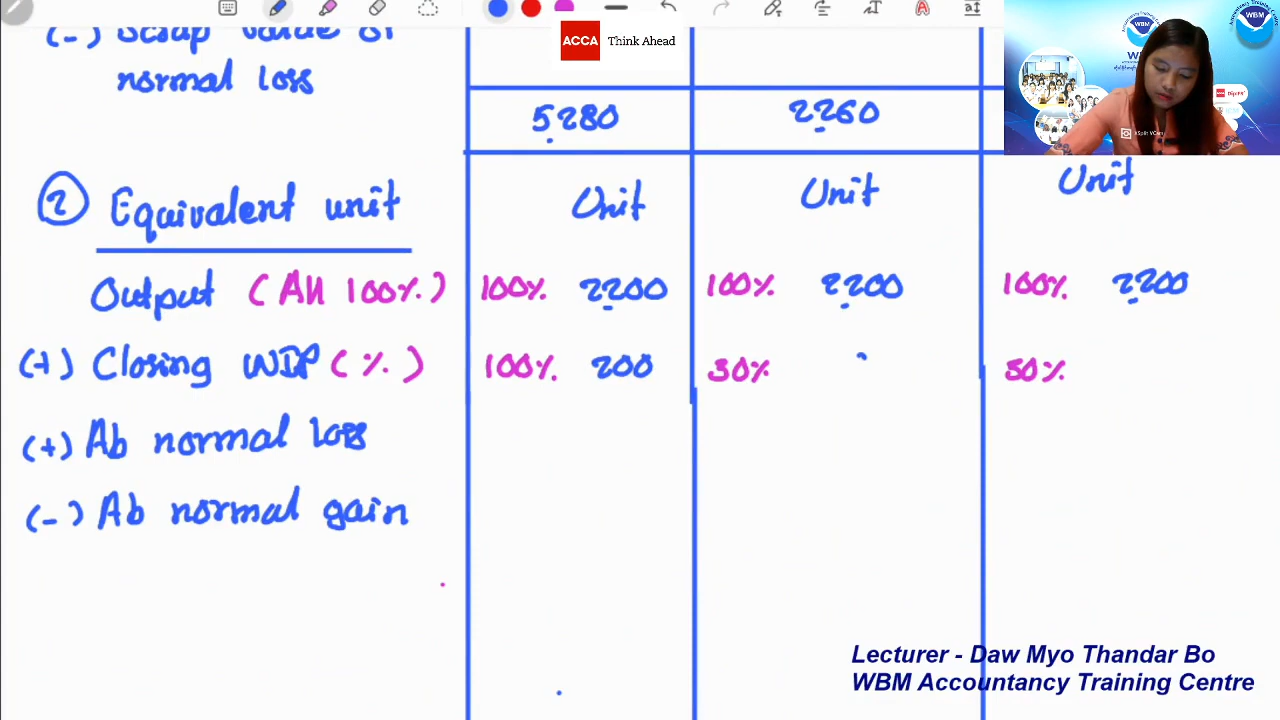 (-) Scrap value of
normal loss
ACCA Think Ahead
5280 2260
② Equivalent unit Unit Unit Unit
Output (All 100%) 100% 2200 100% 2200 100% 2200
(+) Closing WIP (%) 100% 200 30% 50%
(+) Ab normal loss
(-) Ab normal gain
Lecturer - Daw Myo Thandar Bo
WBM Accountancy Training Centre